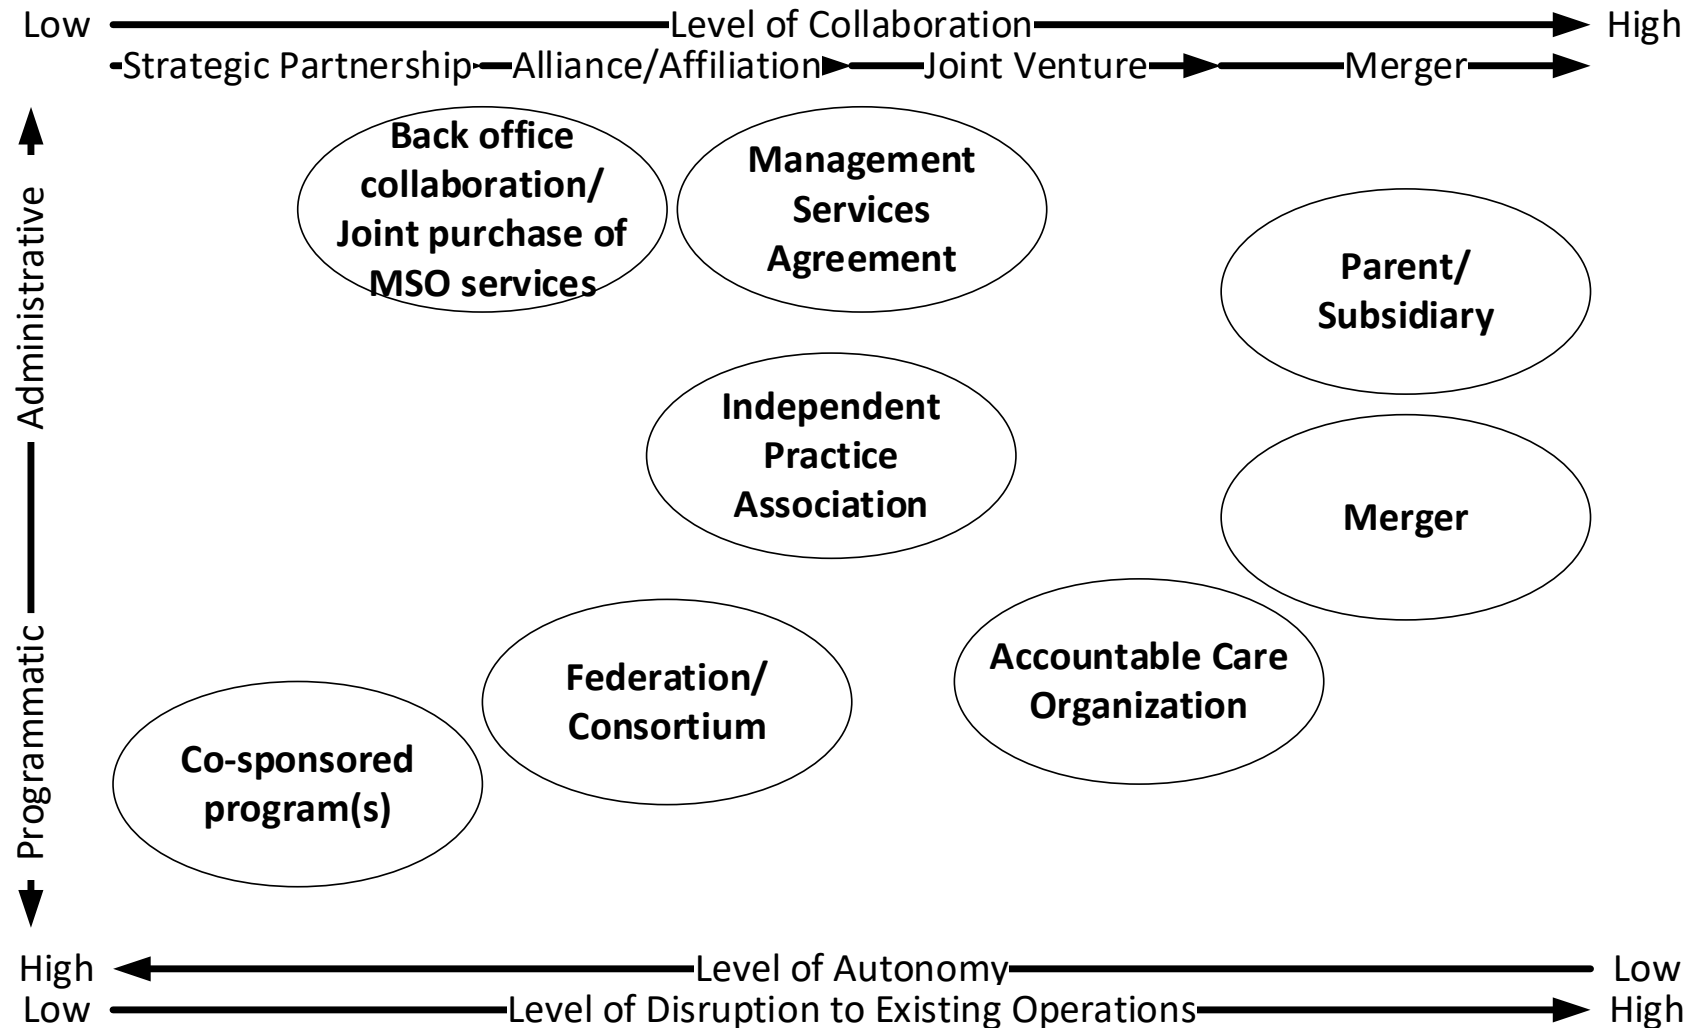 Low Level of Collaboration High
Strategic Partnership Alliance/Affiliation Joint Venture Merger
Administrative
Programmatic
Back office
collaboration/
Joint purchase of
MSO services
Management
Services
Agreement
Parent/
Subsidiary
Independent
Practice
Association
Merger
Federation/
Consortium
Accountable Care
Organization
Co-sponsored
program(s)
High Level of Autonomy Low
Low Level of Disruption to Existing Operations High